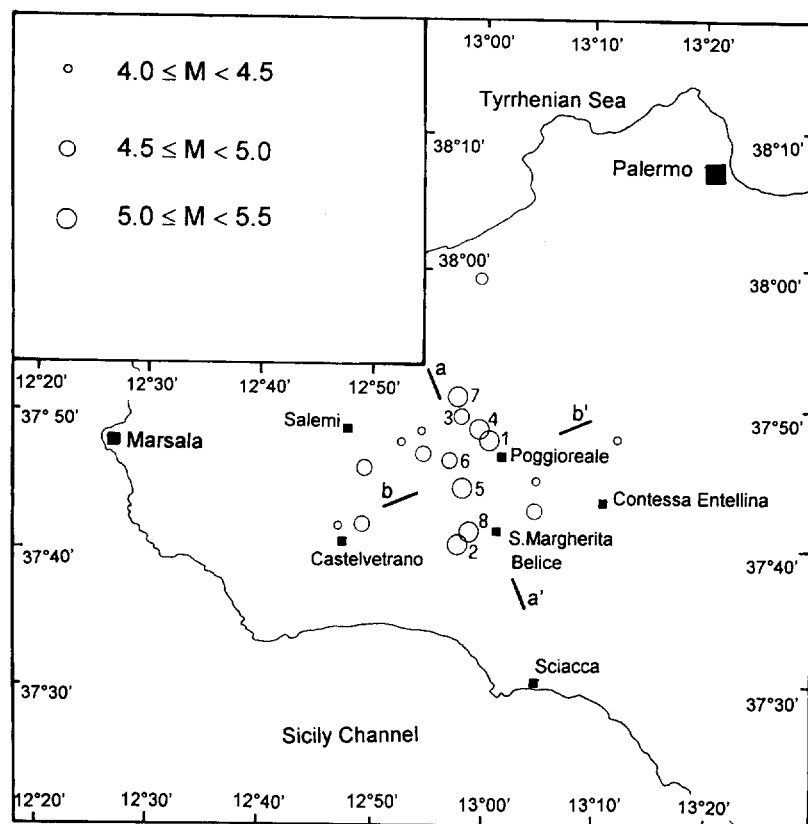 13°00' 13°10' 13°20'
4.0 ≤ M < 4.5
Tyrrhenian Sea
38°10' 38°10'
4.5 ≤ M < 5.0
Palermo
5.0 ≤ M < 5.5
38°00' 38°00'
12°20' 12°30' 12°40' 12°50'
a
7
37°50' 3 4 b' 37°50'
Salemi
1
Marsala
6 Poggioreale
b 5 Contessa Entellina
8 S.Margherita
Belice
2
Castelvetrano
37°40' 37°40'
a'
Sciacca
37°30' 37°30'
Sicily Channel
12°20' 12°30' 12°40' 12°50' 13°00' 13°10' 13°20'